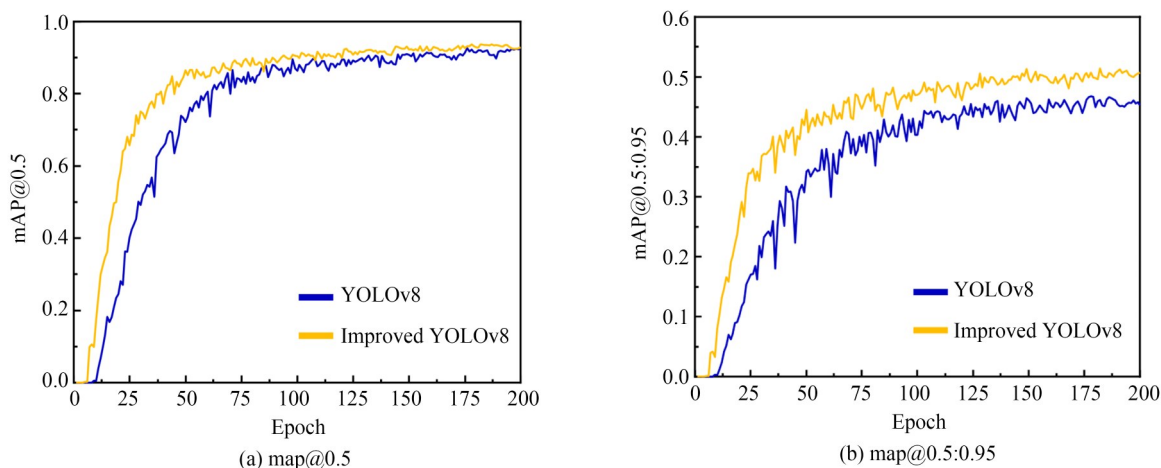 1.0
0.8
0.6
0.4
0.2
0.0
mAP@0.5
0 25 50 75 100 125 150 175 200
Epoch
YOLOv8
Improved YOLOv8
(a) map@0.5
0.6
0.5
0.4
0.3
0.2
0.1
0.0
mAP@0.5:0.95
0 25 50 75 100 125 150 175 200
Epoch
YOLOv8
Improved YOLOv8
(b) map@0.5:0.95